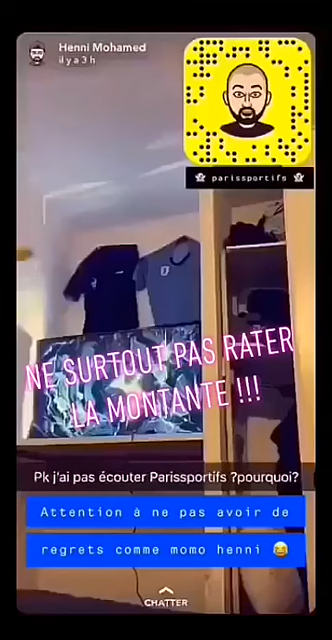 Henni Mohamed
il y a 3 h
parissportifs
NE SURTOUT PAS RATER
LA MONTANTE !!!
Pk j'ai pas écouter Parissportifs ?pourquoi?
Attention à ne pas avoir de
regrets comme momo henni 😂
CHATTER